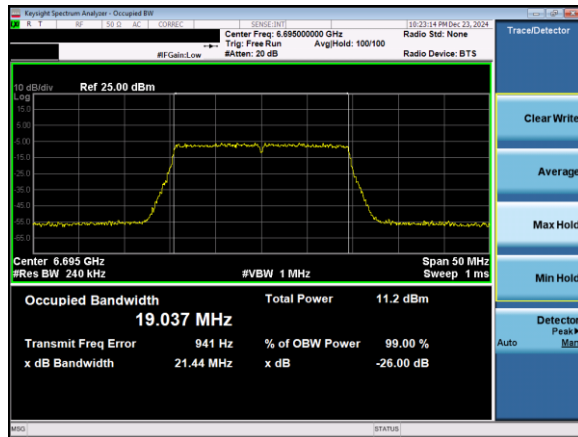 Keysight Spectrum Analyzer - Occupied BW
R T RF 50 Ω AC CORREC SENSE:INT 10:23:14 PM Dec 23, 2024
Center Freq: 6.695000000 GHz Radio Std: None
Trig: Free Run Avg|Hold: 100/100
#IFGain:Low #Atten: 20 dB Radio Device: BTS
Trace/Detector
10 dB/div Ref 25.00 dBm
Log
15.0
5.00
-5.00
-15.0
-25.0
-35.0
-45.0
-55.0
-65.0
Center 6.695 GHz Span 50 MHz
#Res BW 240 kHz #VBW 1 MHz Sweep 1 ms
Occupied Bandwidth Total Power 11.2 dBm
19.037 MHz
Transmit Freq Error 941 Hz % of OBW Power 99.00 %
x dB Bandwidth 21.44 MHz x dB -26.00 dB
Clear Write
Average
Max Hold
Min Hold
Detector
Peak
Auto Man
MSG STATUS